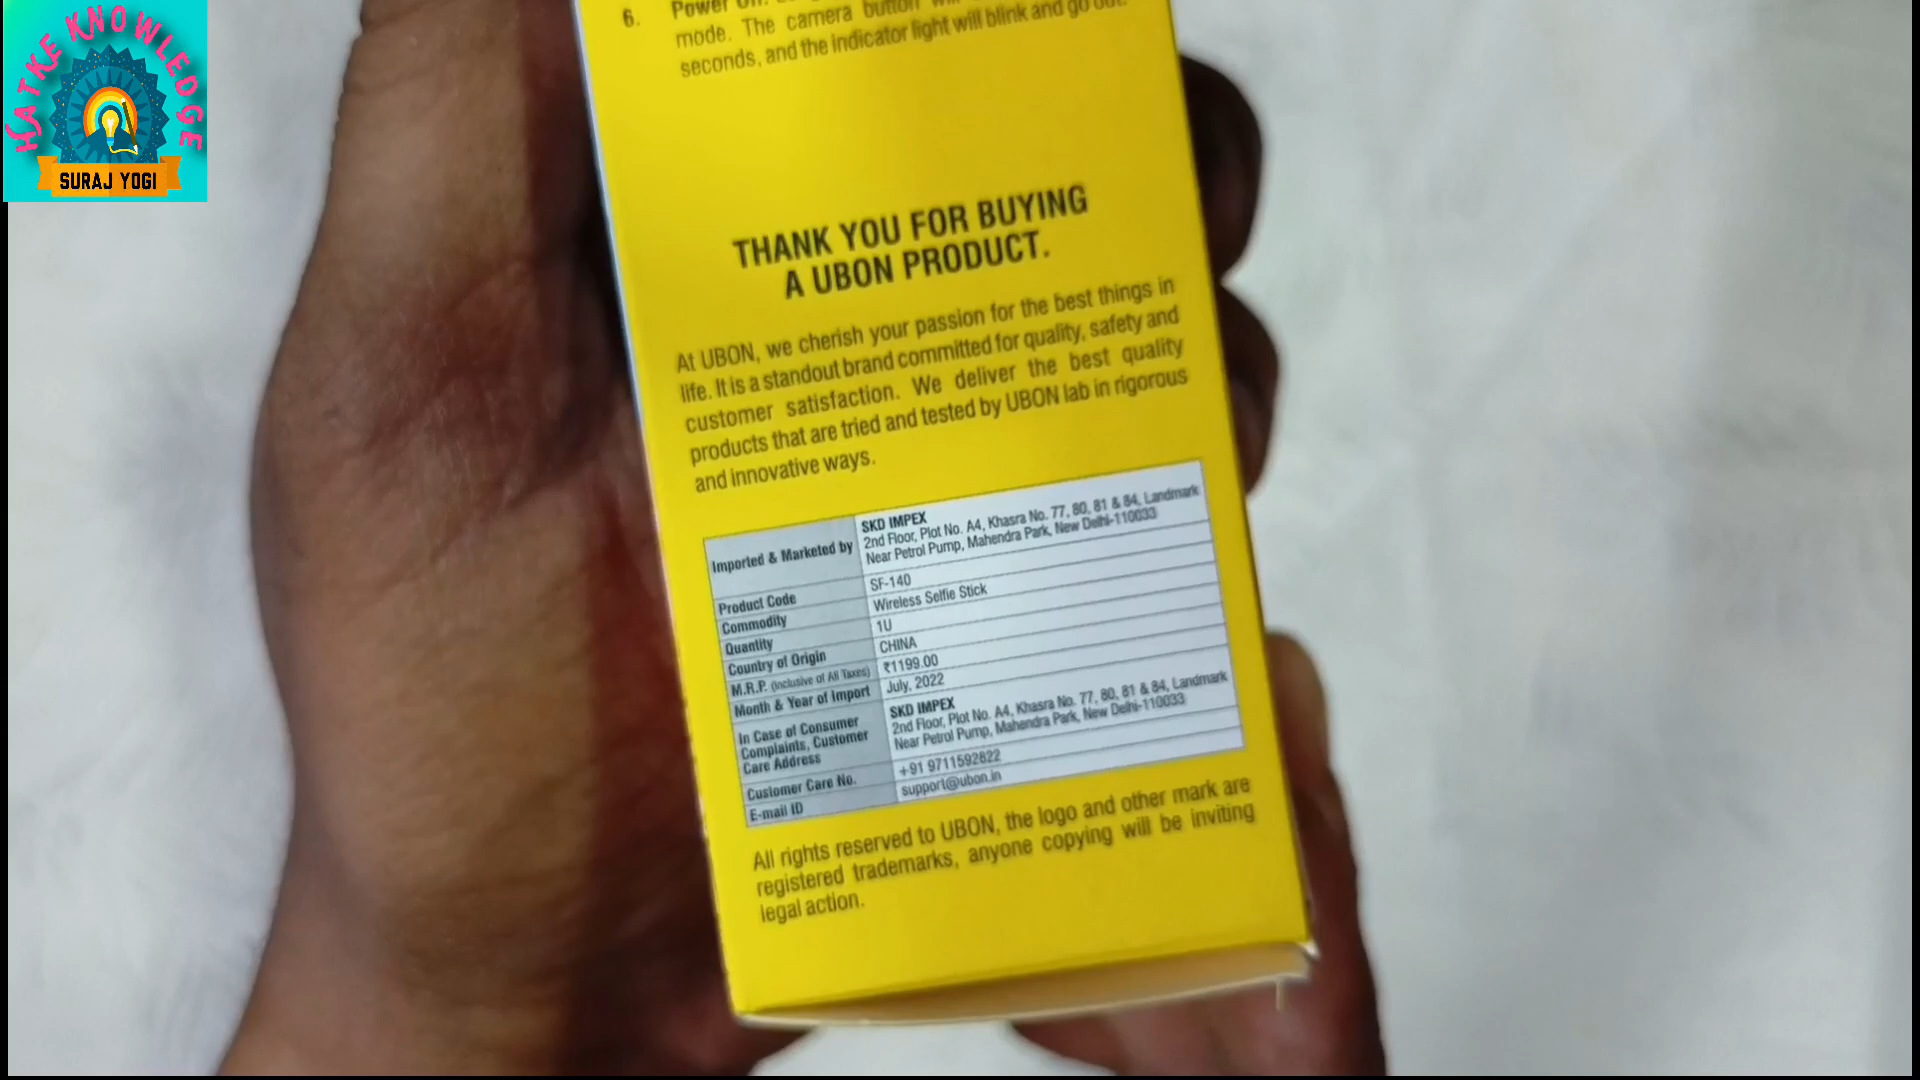 HATKE KNOWLEDGE
SURAJ YOGI
6. Power
mode. The camera button
seconds, and the indicator light will blink and go out.
THANK YOU FOR BUYING
A UBON PRODUCT.
At UBON, we cherish your passion for the best things in
life. It is a standout brand committed for quality, safety and
customer satisfaction. We deliver the best quality
products that are tried and tested by UBON lab in rigorous
and innovative ways.
Imported & Marketed by
SKD IMPEX
2nd Floor, Plot No. A4, Khasra No. 77, 80, 81 & 84, Landmark
Near Petrol Pump, Mahendra Park, New Delhi-110033
Product Code SF-140
Commodity Wireless Selfie Stick
Quantity 1U
Country of Origin CHINA
M.R.P. (Inclusive of All Taxes) ₹1199.00
Month & Year of Import July, 2022
In Case of Consumer
Complaints, Customer
Care Address
SKD IMPEX
2nd Floor, Plot No. A4, Khasra No. 77, 80, 81 & 84, Landmark
Near Petrol Pump, Mahendra Park, New Delhi-110033
Customer Care No. +91 9711592822
E-mail ID support@ubon.in
All rights reserved to UBON, the logo and other mark are
registered trademarks, anyone copying will be inviting
legal action.